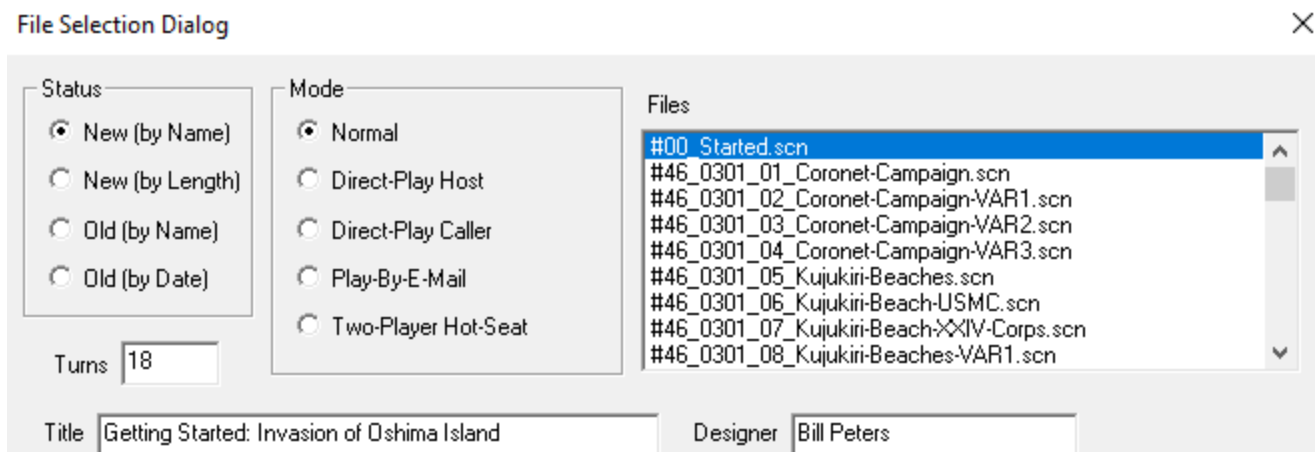 File Selection Dialog
Status
New (by Name)
New (by Length)
Old (by Name)
Old (by Date)
Turns 18
Mode
Normal
Direct-Play Host
Direct-Play Caller
Play-By-E-Mail
Two-Player Hot-Seat
Files
#00_Started.scn
#46_0301_01_Coronet-Campaign.scn
#46_0301_02_Coronet-Campaign-VAR1.scn
#46_0301_03_Coronet-Campaign-VAR2.scn
#46_0301_04_Coronet-Campaign-VAR3.scn
#46_0301_05_Kujukiri-Beaches.scn
#46_0301_06_Kujukiri-Beach-USMC.scn
#46_0301_07_Kujukiri-Beach-XXIV-Corps.scn
#46_0301_08_Kujukiri-Beaches-VAR1.scn
Title Getting Started: Invasion of Oshima Island
Designer Bill Peters